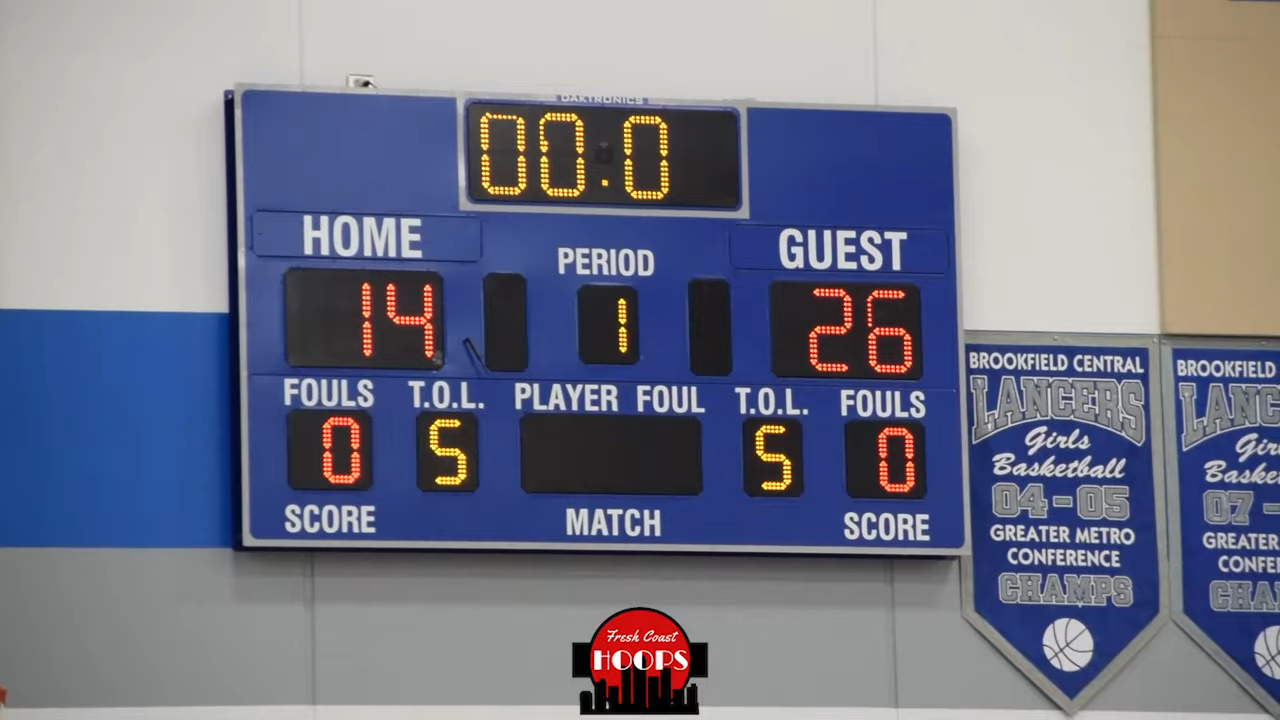 DAKTRONICS
00.0
HOME
PERIOD
GUEST
14
1
26
FOULS T.O.L. PLAYER FOUL T.O.L. FOULS
0 5 5 0
SCORE MATCH SCORE
BROOKFIELD CENTRAL
LANCERS
Girls
Basketball
04-05
GREATER METRO
CONFERENCE
CHAMPS
BROOKFIELD
07
GREATER
Fresh Coast
HOOPS